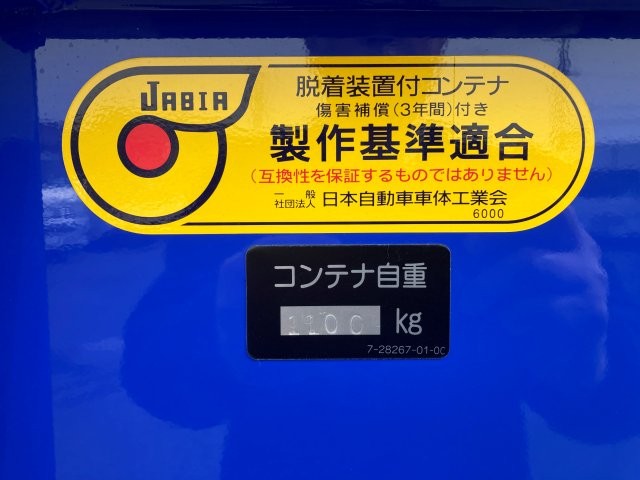 JABIA
脱着装置付コンテナ
傷害補償(3年間)付き
製作基準適合
(互換性を保証するものではありません)
一般社団法人 日本自動車車体工業会
6000
コンテナ自重
1100 kg
7-28267-01-0C